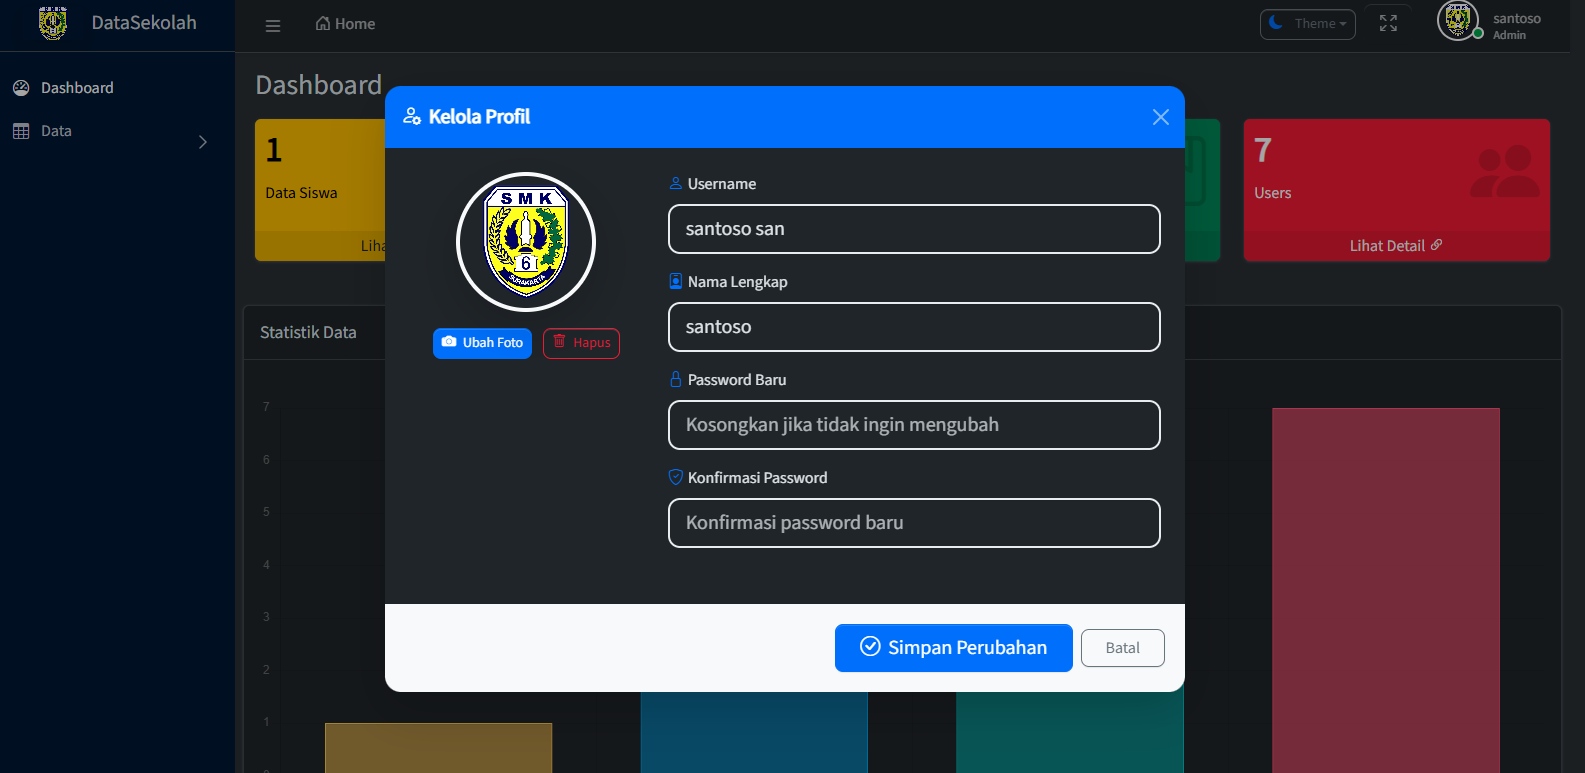 DataSekolah
Home
Theme
santoso
Admin
Dashboard
Data
Dashboard
1
Data Siswa
7
Users
Lihat Detail
Statistik Data
7
6
5
4
3
2
1
Kelola Profil
SMK
6
SURAKARTA
Ubah Foto
Hapus
Username
santoso san
Nama Lengkap
santoso
Password Baru
Kosongkan jika tidak ingin mengubah
Konfirmasi Password
Konfirmasi password baru
Simpan Perubahan
Batal